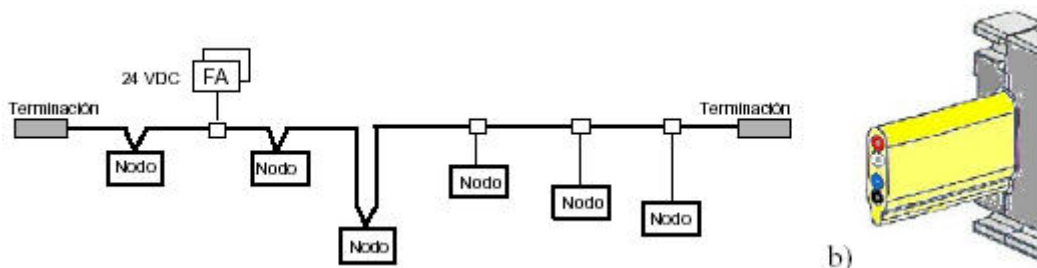 24 VDC
FA
Terminación
Terminación
Nodo
Nodo
Nodo
Nodo
Nodo
Nodo
b)